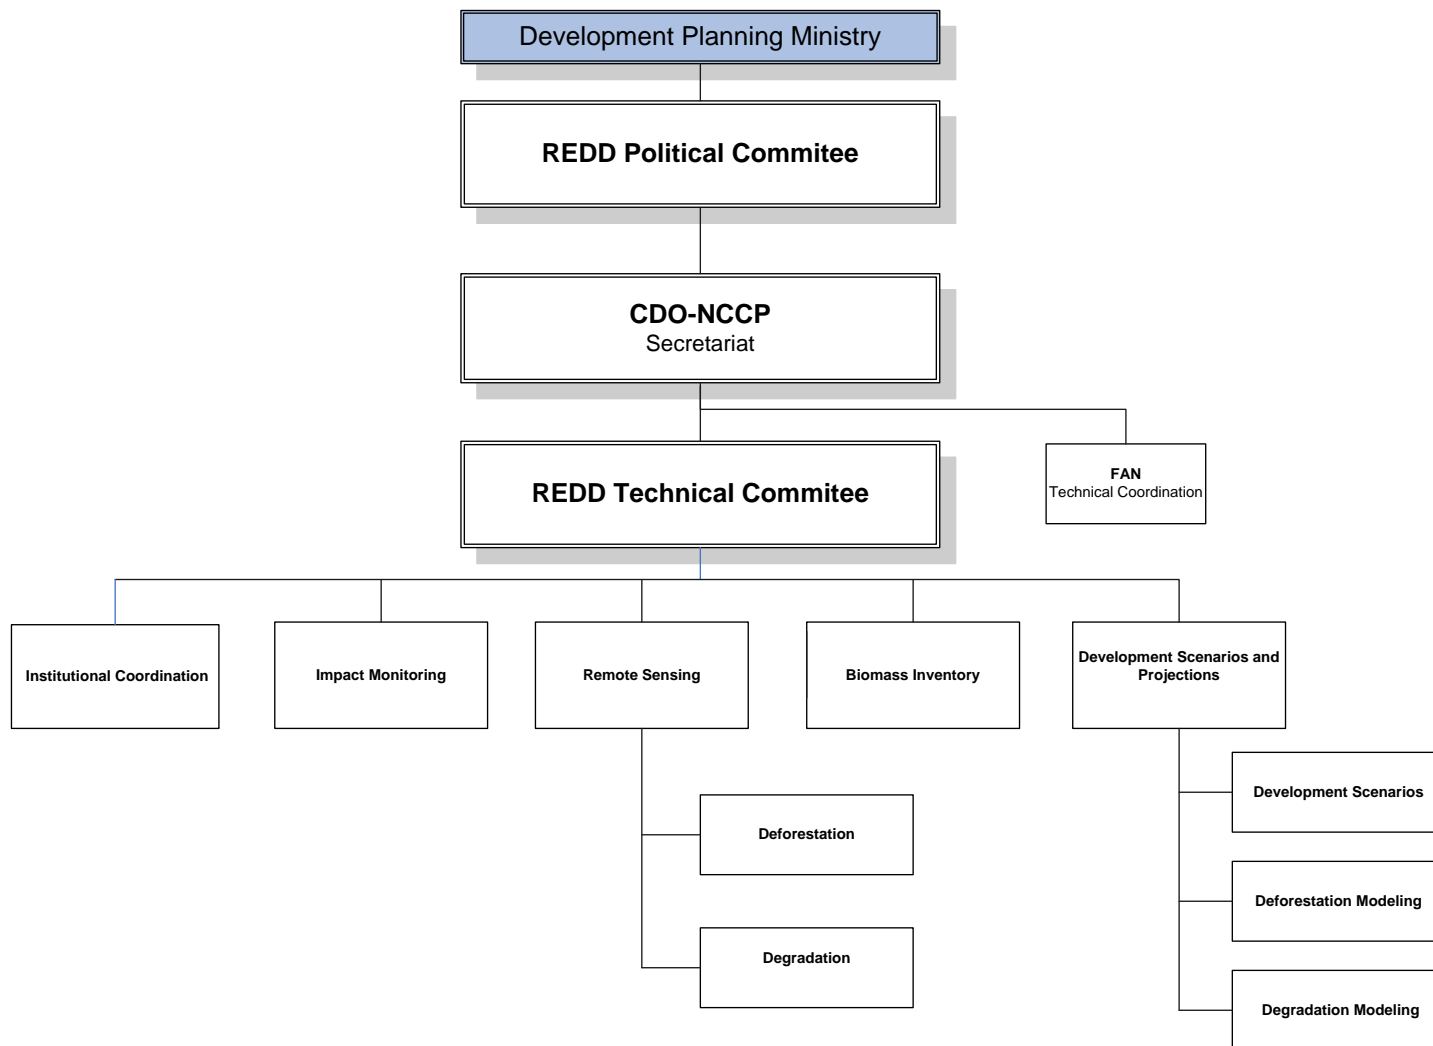 Development Planning Ministry
REDD Political Commitee
CDO-NCCP
Secretariat
FAN
Technical Coordination
REDD Technical Commitee
Institutional Coordination
Impact Monitoring
Remote Sensing
Biomass Inventory
Development Scenarios and
Projections
Development Scenarios
Deforestation
Deforestation Modeling
Degradation
Degradation Modeling